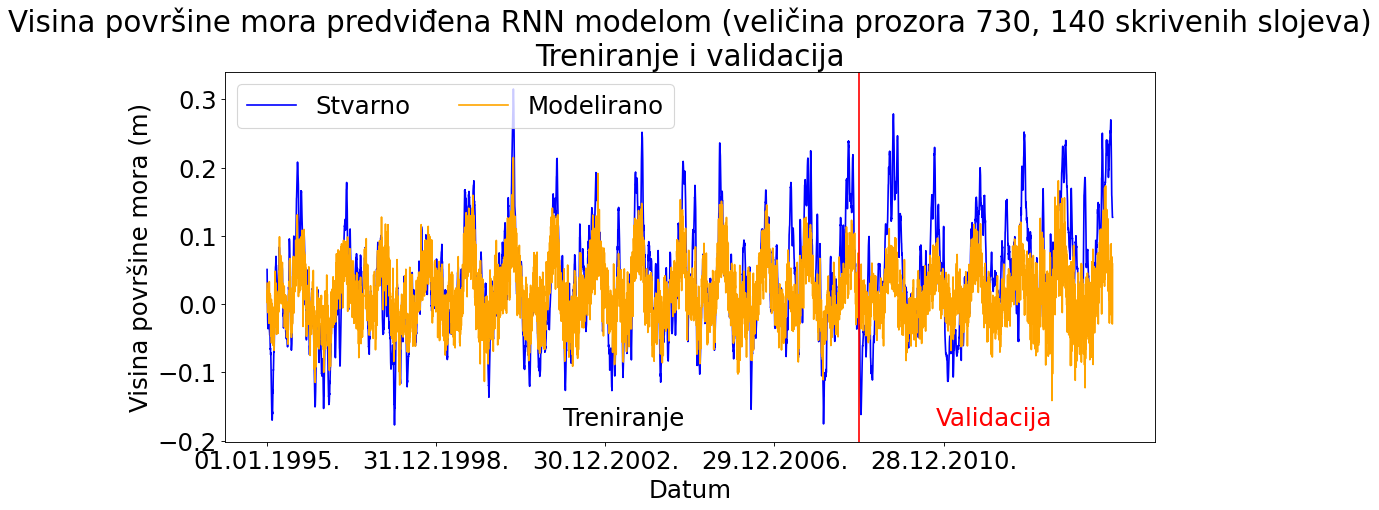 Visina površine mora predviđena RNN modelom (veličina prozora 730, 140 skrivenih slojeva)
Treniranje i validacija
Stvarno
Modelirano
Visina površine mora (m)
0.3
0.2
0.1
0.0
−0.1
−0.2
Treniranje
Validacija
01.01.1995.
31.12.1998.
30.12.2002.
29.12.2006.
28.12.2010.
Datum